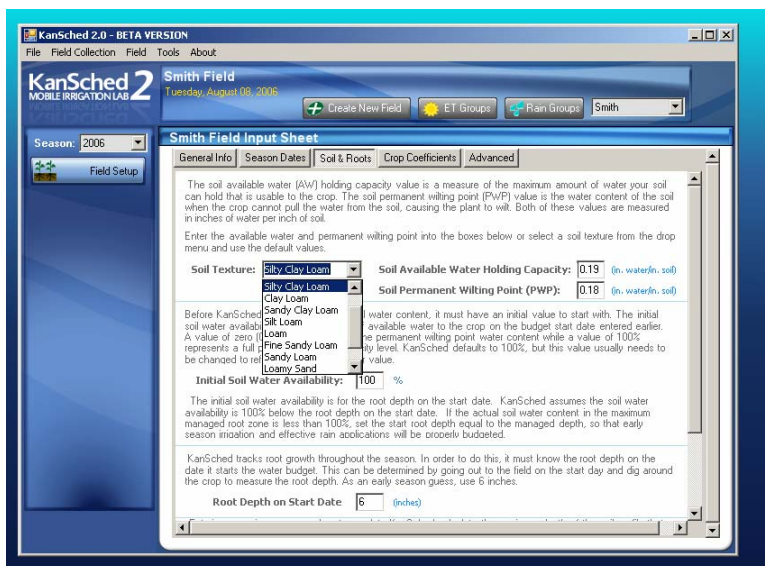 KanSched 2.0 - BETA VERSION
File Field Collection Field Tools About
KanSched 2
MOBILE IRRIGATION LAB
Smith Field
Tuesday, August 08, 2006
Create New Field ET Groups Rain Groups Smith
Season: 2006
Field Setup
Smith Field Input Sheet
General Info Season Dates Soil & Roots Crop Coefficients Advanced
The soil available water (AW) holding capacity value is a measure of the maximum amount of water your soil
can hold that is usable to the crop. The soil permanent wilting point (PWP) value is the water content of the soil
when the crop cannot pull the water from the soil, causing the plant to wilt. Both of these values are measured
in inches of water per inch of soil.
Enter the available water and permanent wilting point into the boxes below or select a soil texture from the drop
menu and use the default values.
Soil Texture: Silty Clay Loam Soil Available Water Holding Capacity: 0.19 (in. water/in. soil)
Soil Permanent Wilting Point (PWP): 0.18 (in. water/in. soil)
Silty Clay Loam
Clay Loam
Sandy Clay Loam
Silt Loam
Loam
Fine Sandy Loam
Sandy Loam
Loamy Sand
Before KanSched water content, it must have an initial value to start with. The initial
soil water availabi available water to the crop on the budget start date entered earlier.
A value of zero permanent wilting point water content while a value of 100%
represents a full p ity level. KanSched defaults to 100%, but this value usually needs to
be changed to ref value.
Initial Soil Water Availability: 100 %
The initial soil water availability is for the root depth on the start date. KanSched assumes the soil water
availability is 100% below the root depth on the start date. If the actual soil water content in the maximum
managed root zone is less than 100%, set the start root depth equal to the managed depth, so that early
season irrigation and effective rain applications will be properly budgeted.
KanSched tracks root growth throughout the season. In order to do this, it must know the root depth on the
date it starts the water budget. This can be determined by going out to the field on the start day and dig around
the crop to measure the root depth. As an early season guess, use 6 inches.
Root Depth on Start Date 6 (inches)